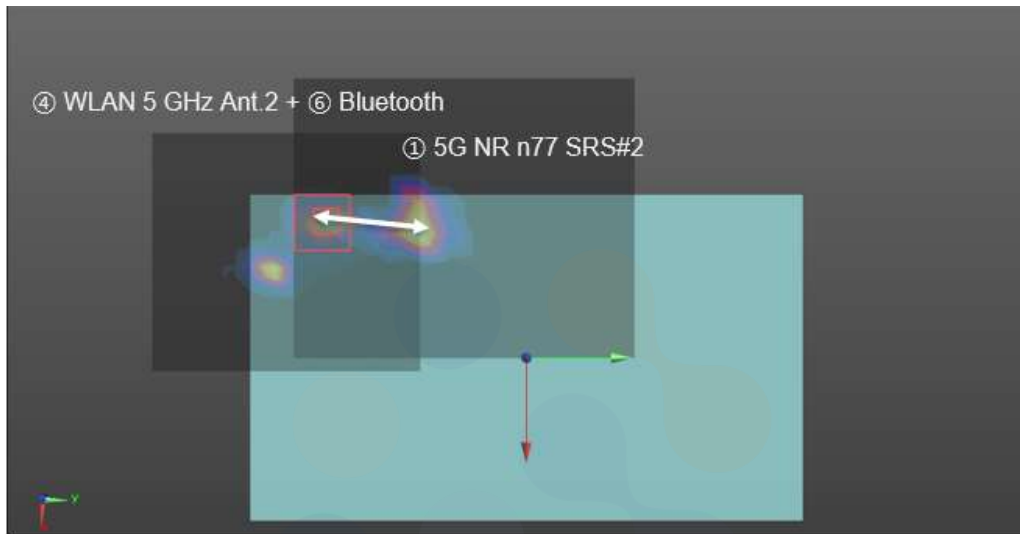 ④ WLAN 5 GHz Ant.2 + ⑥ Bluetooth
① 5G NR n77 SRS#2
y